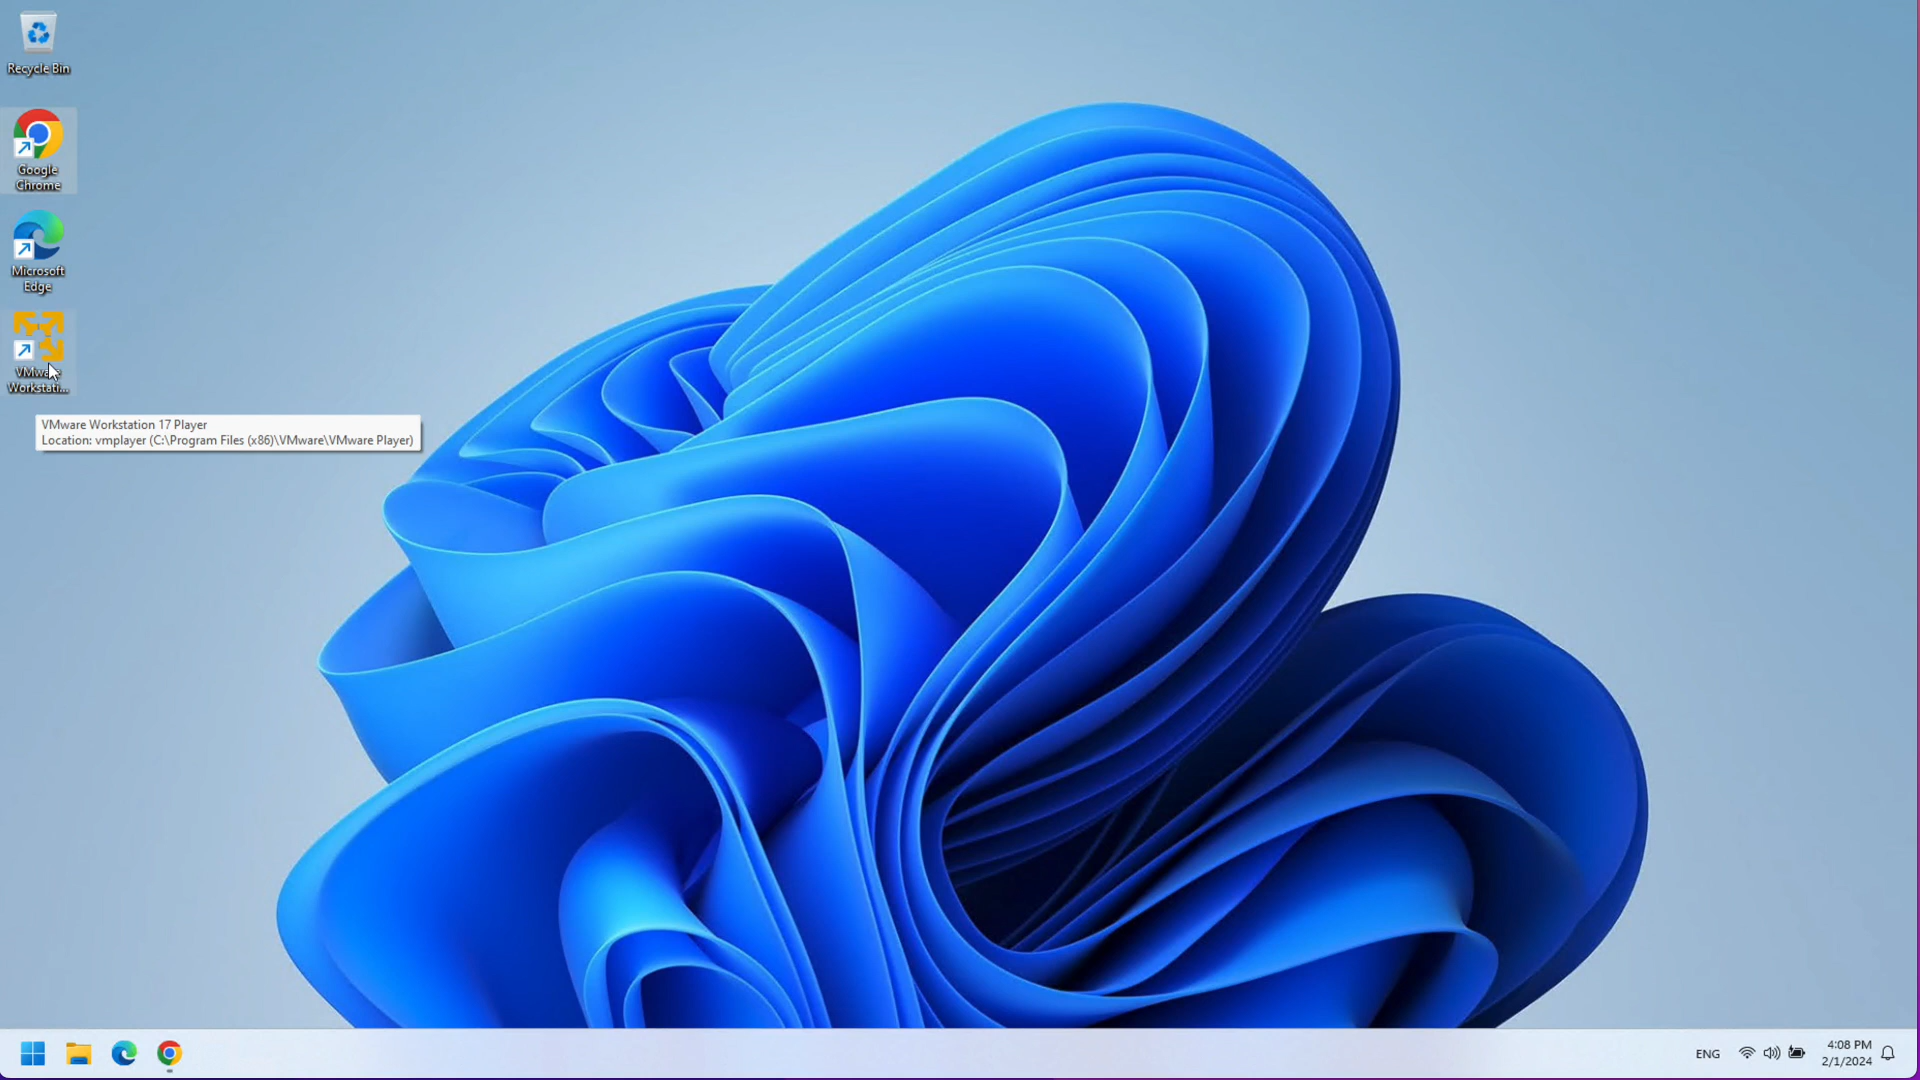 Recycle Bin
Google
Chrome
Microsoft
Edge
VMware
Workstati...
VMware Workstation 17 Player
Location: vmplayer (C:\Program Files (x86)\VMware\VMware Player)
ENG
4:08 PM
2/1/2024